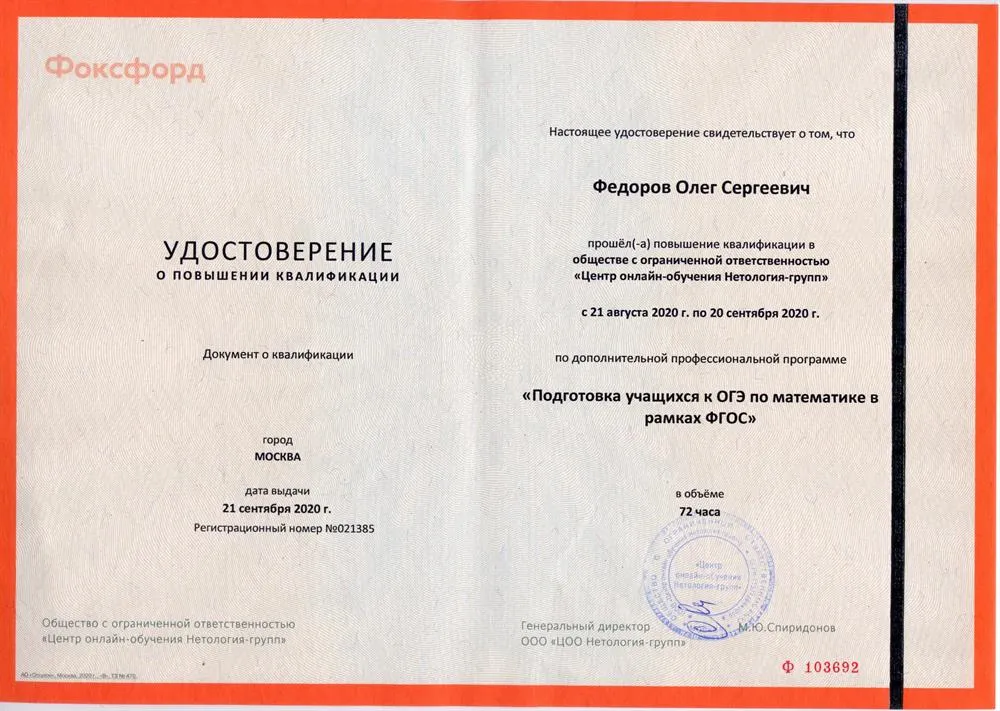 Фоксфорд
УДОСТОВЕРЕНИЕ
О ПОВЫШЕНИИ КВАЛИФИКАЦИИ
Документ о квалификации
город
МОСКВА
дата выдачи
21 сентября 2020 г.
Регистрационный номер №021385
Общество с ограниченной ответственностью
«Центр онлайн-обучения Нетология-групп»
Настоящее удостоверение свидетельствует о том, что
Федоров Олег Сергеевич
прошёл(-а) повышение квалификации в
обществе с ограниченной ответственностью
«Центр онлайн-обучения Нетология-групп»
с 21 августа 2020 г. по 20 сентября 2020 г.
по дополнительной профессиональной программе
«Подготовка учащихся к ОГЭ по математике в
рамках ФГОС»
в объёме
72 часа
«Центр
онлайн-обучения
Нетология-групп»
Генеральный директор
М.Ю.Спиридонов
ООО «ЦОО Нетология-групп»
Ф 103692